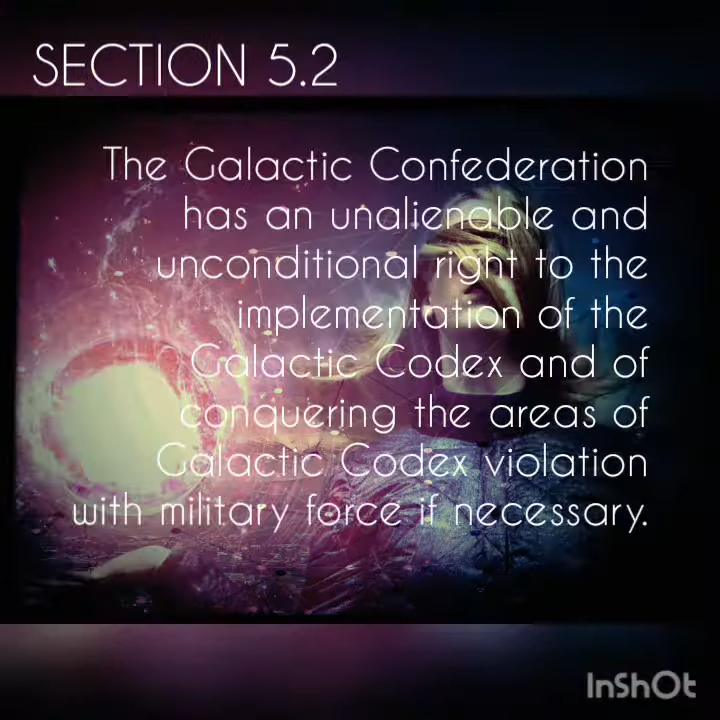 SECTION 5.2
The Galactic Confederation
has an unalienable and
unconditional right to the
implementation of the
Galactic Codex and of
conquering the areas of
Galactic Codex violation
with military force if necessary.
InShOt